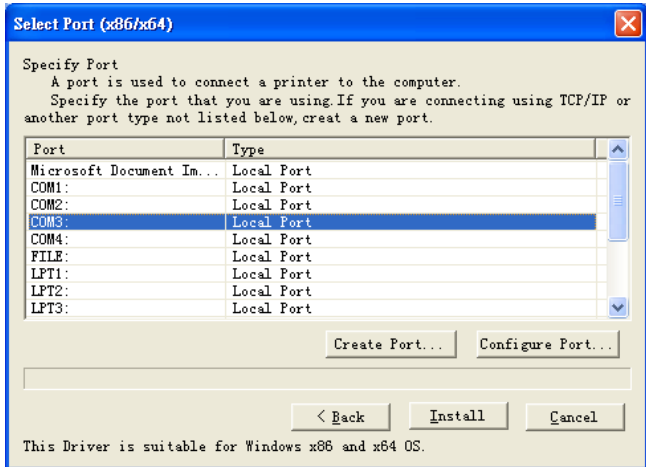 Select Port (x86/x64)
Specify Port
A port is used to connect a printer to the computer.
Specify the port that you are using.If you are connecting using TCP/IP or
another port type not listed below,creat a new port.
Port Type
Microsoft Document Im... Local Port
COM1: Local Port
COM2: Local Port
COM3: Local Port
COM4: Local Port
FILE: Local Port
LPT1: Local Port
LPT2: Local Port
LPT3: Local Port
Create Port... Configure Port...
< Back Install Cancel
This Driver is suitable for Windows x86 and x64 OS.